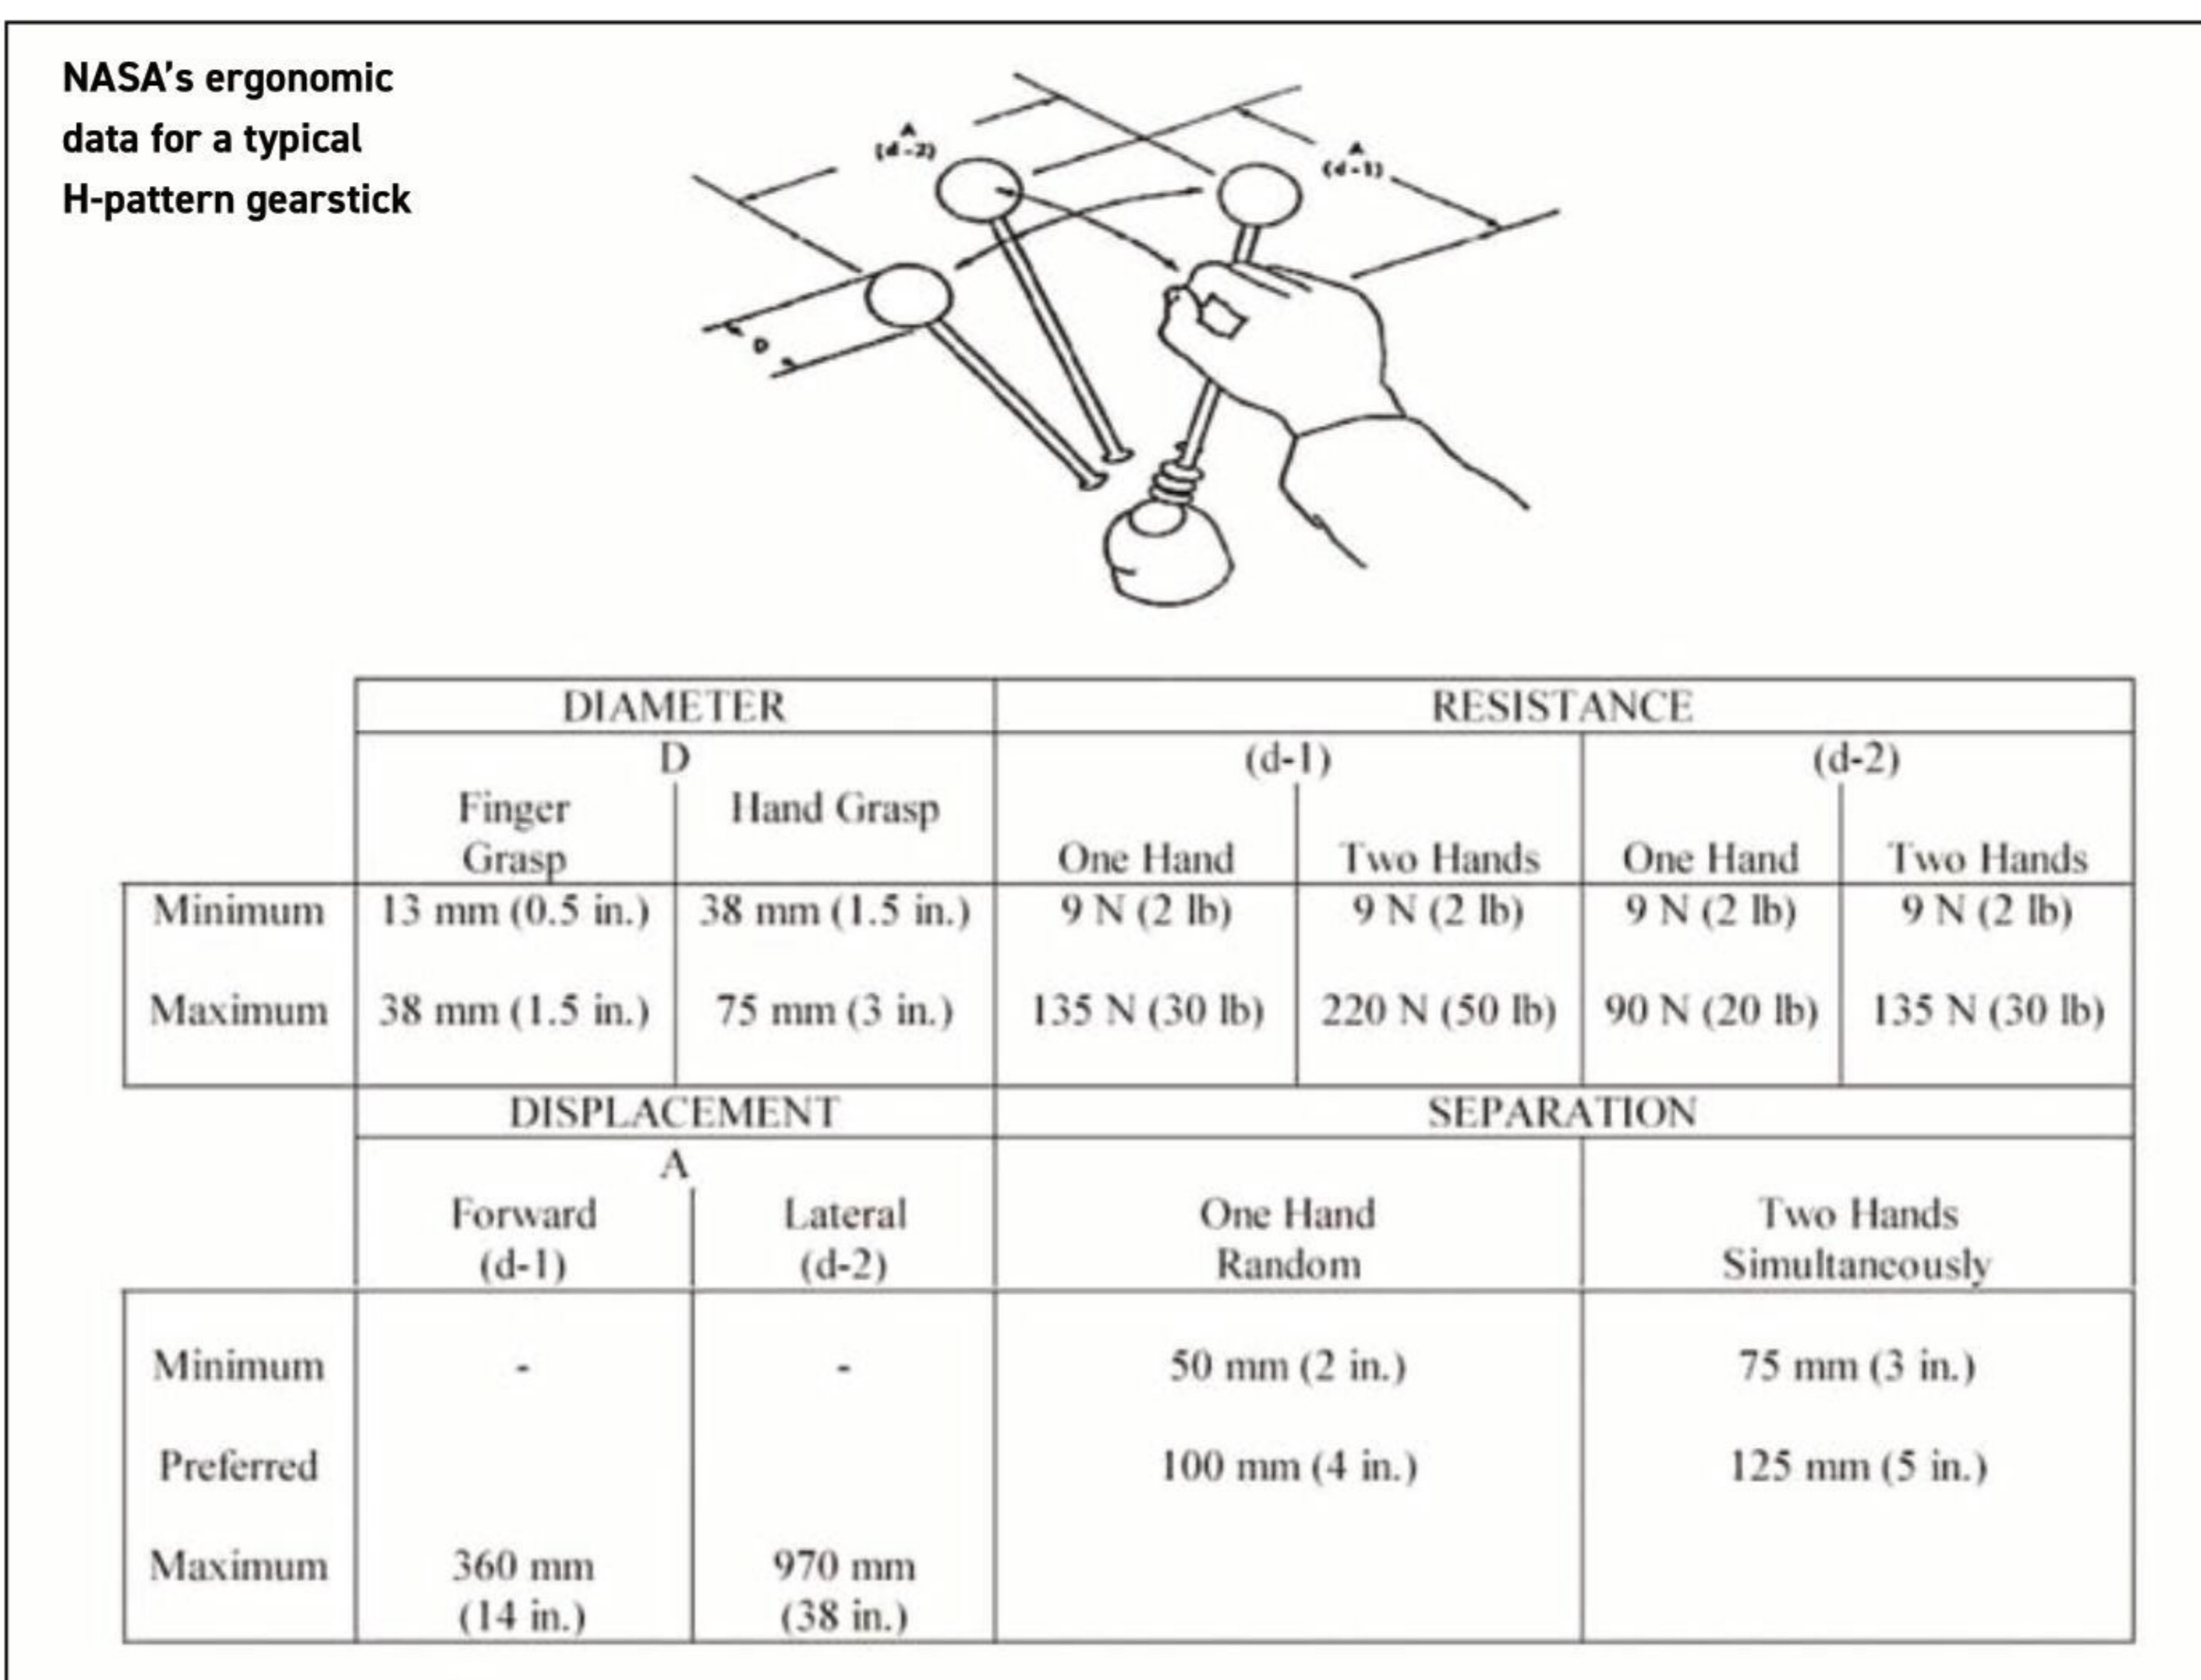 NASA's ergonomic
data for a typical
H-pattern gearstick
A
(d-2)
A
(d-1)
D
DIAMETER RESISTANCE
D (d-1) (d-2)
Finger Hand Grasp
Grasp One Hand Two Hands One Hand Two Hands
Minimum 13 mm (0.5 in.) 38 mm (1.5 in.) 9 N (2 lb) 9 N (2 lb) 9 N (2 lb) 9 N (2 lb)
Maximum 38 mm (1.5 in.) 75 mm (3 in.) 135 N (30 lb) 220 N (50 lb) 90 N (20 lb) 135 N (30 lb)
DISPLACEMENT SEPARATION
A
Forward Lateral One Hand Two Hands
(d-1) (d-2) Random Simultaneously
Minimum - - 50 mm (2 in.) 75 mm (3 in.)
Preferred 100 mm (4 in.) 125 mm (5 in.)
Maximum 360 mm 970 mm
(14 in.) (38 in.)